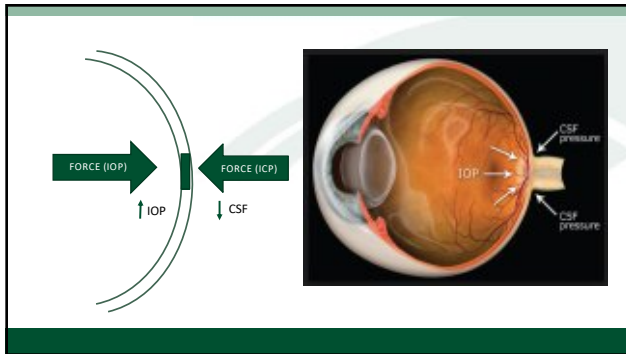 FORCE (IOP)
FORCE (ICP)
↑ IOP
↓ CSF
CSF
pressure
IOP
CSF
pressure